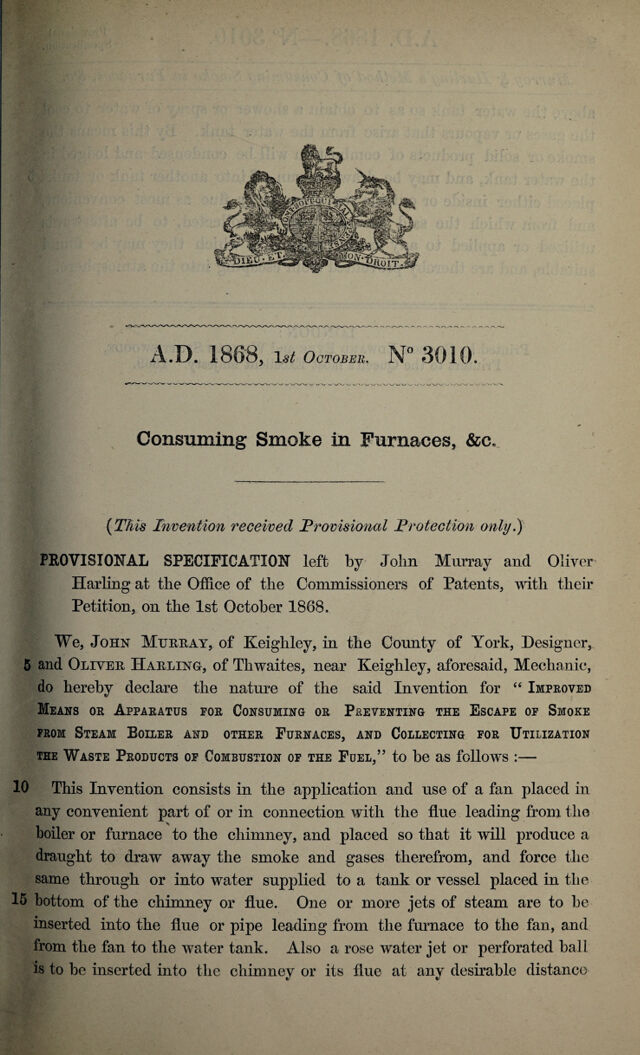 DIEU·ET·
MON·DROIT·
A.D. 1868, 1st OCTOBER. No 3010.
Consuming Smoke in Furnaces, &c.
(This Invention received Provisional Protection only.)
PROVISIONAL SPECIFICATION left by John Murray and Oliver
Harling at the Office of the Commissioners of Patents, with their
Petition, on the 1st October 1868.
We, JOHN MURRAY, of Keighley, in the County of York, Designer,
5 and OLIVER HARLING, of Thwaites, near Keighley, aforesaid, Mechanic,
do hereby declare the nature of the said Invention for “ IMPROVED
MEANS OR APPARATUS FOR CONSUMING OR PREVENTING THE ESCAPE OF SMOKE
FROM STEAM BOILER AND OTHER FURNACES, AND COLLECTING FOR UTILIZATION
THE WASTE PRODUCTS OF COMBUSTION OF THE FUEL,” to be as follows :—
10 This Invention consists in the application and use of a fan placed in
any convenient part of or in connection with the flue leading from the
boiler or furnace to the chimney, and placed so that it will produce a
draught to draw away the smoke and gases therefrom, and force the
same through or into water supplied to a tank or vessel placed in the
15 bottom of the chimney or flue. One or more jets of steam are to be
inserted into the flue or pipe leading from the furnace to the fan, and
from the fan to the water tank. Also a rose water jet or perforated ball
is to be inserted into the chimney or its flue at any desirable distance